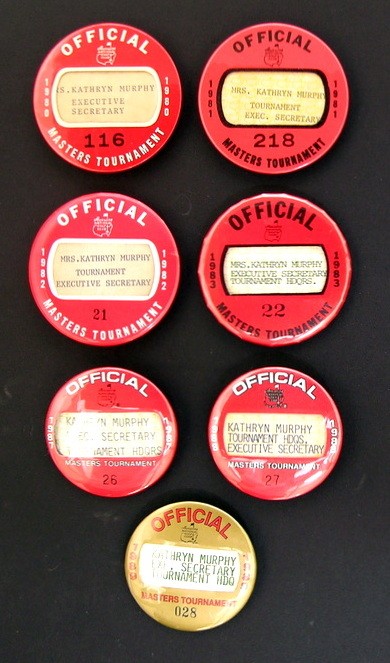 OFFICIAL
1980 1980
S. KATHRYN MURPHY
EXECUTIVE
SECRETARY
116
MASTERS TOURNAMENT
OFFICIAL
1981 1981
MRS. KATHRYN MURPHY
TOURNAMENT
EXEC. SECRETARY
218
MASTERS TOURNAMENT
OFFICIAL
1982 1982
MRS.KATHRYN MURPHY
TOURNAMENT
EXECUTIVE SECRETARY
21
MASTERS TOURNAMENT
OFFICIAL
1983 1983
MRS.KATHRYN MURPHY
EXECUTIVE SECRETARY
TOURNAMENT HDQRS.
22
MASTERS TOURNAMENT
OFFICIAL
KATHRYN MURPHY
EXEC. SECRETARY
TOURNAMENT HDQRS
MASTERS TOURNAMENT
26
OFFICIAL
KATHRYN MURPHY
TOURNAMENT HDQS.
EXECUTIVE SECRETARY
MASTERS TOURNAMENT
27
OFFICIAL
KATHRYN MURPHY
EXE. SECRETARY
TOURNAMENT HDQ
MASTERS TOURNAMENT
028